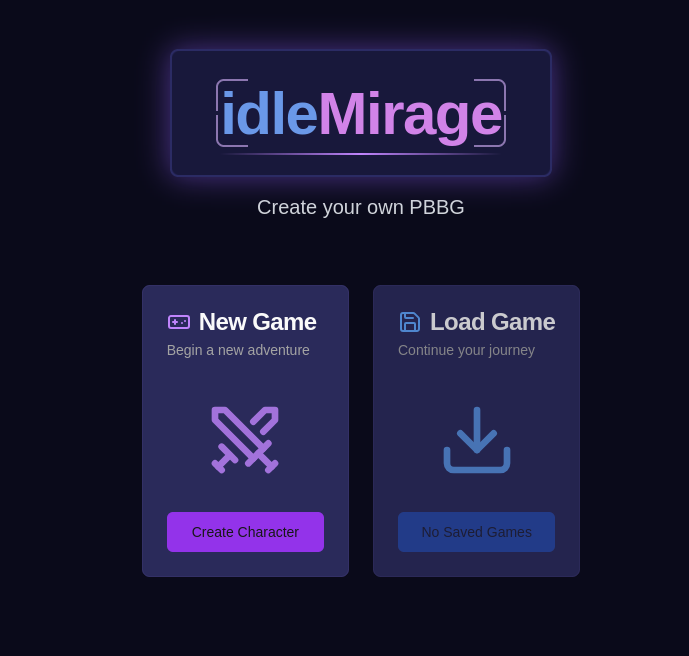 idleMirage
Create your own PBBG
New Game
Begin a new adventure
Create Character
Load Game
Continue your journey
No Saved Games